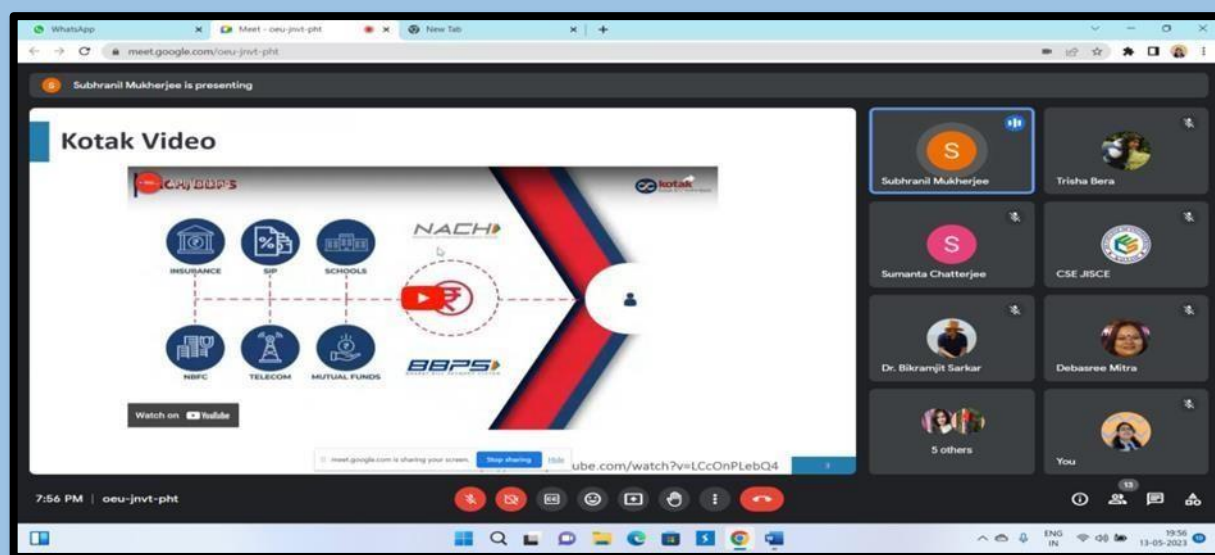 WhatsApp
Meet - oeu-jnvt-pht
New Tab
meet.google.com/oeu-jnvt-pht
S
Subhranil Mukherjee is presenting
Kotak Video
kotak
NACH
INSURANCE
SIP
SCHOOLS
NBFC
TELECOM
MUTUAL FUNDS
BBPS
Watch on YouTube
meet.google.com is sharing your screen.
Stop sharing
Hide
ube.com/watch?v=LCcOnPLebQ4
S
Subhranil Mukherjee
Trisha Bera
S
Sumanta Chatterjee
CSE JISCE
Dr. Bikramjit Sarkar
Debasree Mitra
5 others
You
7:56 PM | oeu-jnvt-pht
13
ENG
IN
19:56
13-05-2023